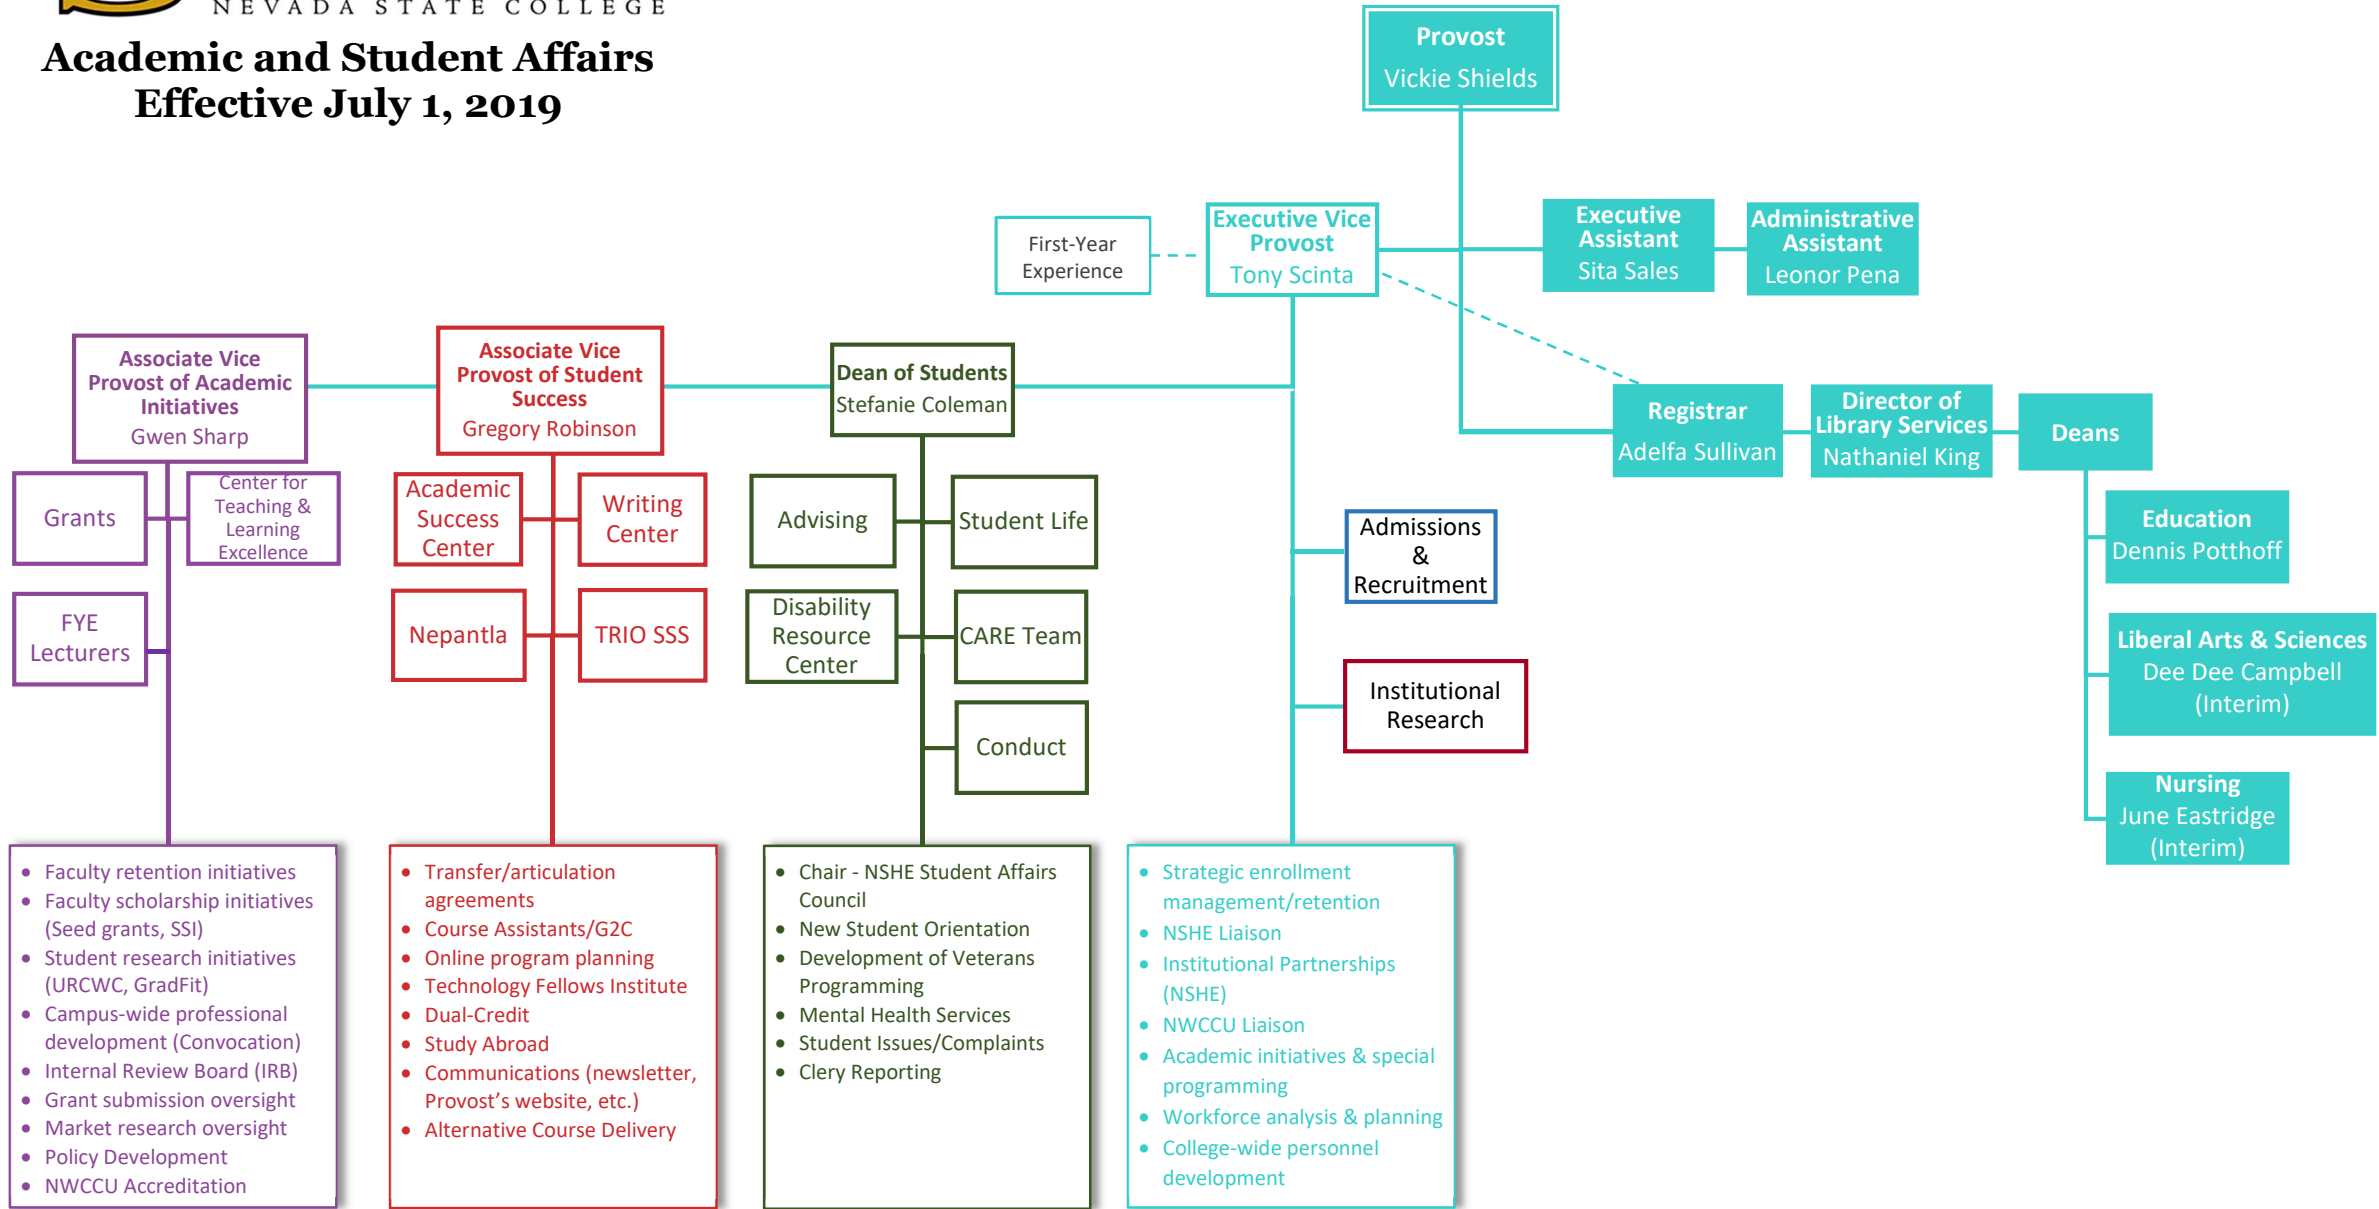 NEVADA STATE COLLEGE
Academic and Student Affairs
Effective July 1, 2019
Provost
Vickie Shields
First-Year
Experience
Executive Vice
Provost
Tony Scinta
Executive
Assistant
Sita Sales
Administrative
Assistant
Leonor Pena
Associate Vice
Provost of Academic
Initiatives
Gwen Sharp
Associate Vice
Provost of Student
Success
Gregory Robinson
Dean of Students
Stefanie Coleman
Registrar
Adelfa Sullivan
Director of
Library Services
Nathaniel King
Deans
Grants
Center for
Teaching &
Learning
Excellence
FYE
Lecturers
Academic
Success
Center
Writing
Center
Nepantla
TRIO SSS
Advising
Student Life
Disability
Resource
Center
CARE Team
Conduct
Admissions
&
Recruitment
Institutional
Research
Education
Dennis Potthoff
Liberal Arts & Sciences
Dee Dee Campbell
(Interim)
Nursing
June Eastridge
(Interim)
• Faculty retention initiatives
• Faculty scholarship initiatives
(Seed grants, SSI)
• Student research initiatives
(URCWC, GradFit)
• Campus-wide professional
development (Convocation)
• Internal Review Board (IRB)
• Grant submission oversight
• Market research oversight
• Policy Development
• NWCCU Accreditation
• Transfer/articulation
agreements
• Course Assistants/G2C
• Online program planning
• Technology Fellows Institute
• Dual-Credit
• Study Abroad
• Communications (newsletter,
Provost’s website, etc.)
• Alternative Course Delivery
• Chair - NSHE Student Affairs
Council
• New Student Orientation
• Development of Veterans
Programming
• Mental Health Services
• Student Issues/Complaints
• Clery Reporting
• Strategic enrollment
management/retention
• NSHE Liaison
• Institutional Partnerships
(NSHE)
• NWCCU Liaison
• Academic initiatives & special
programming
• Workforce analysis & planning
• College-wide personnel
development